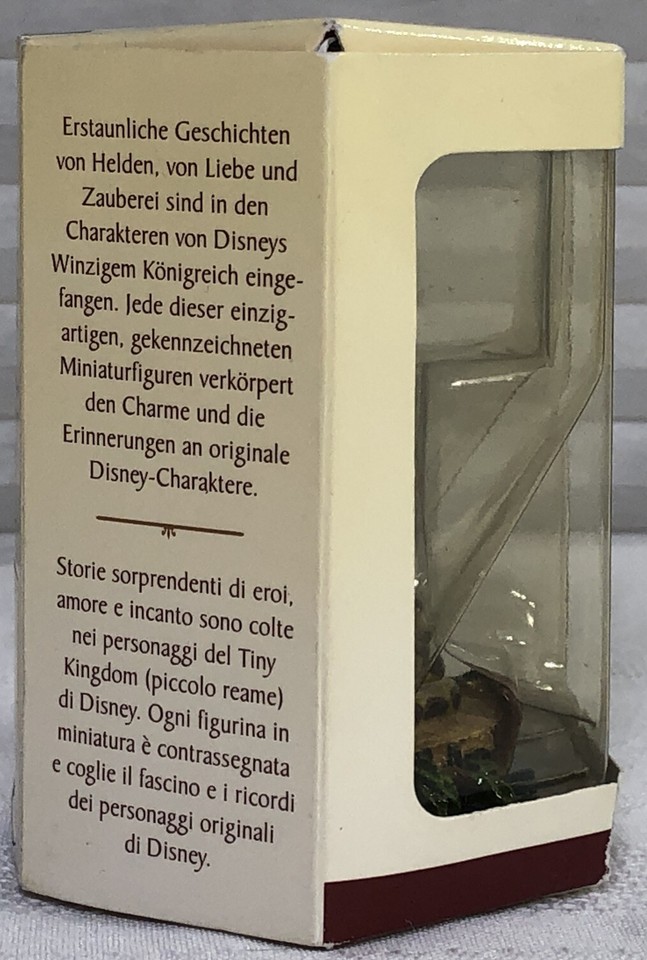 Erstaunliche Geschichten
von Helden, von Liebe und
Zauberei sind in den
Charakteren von Disneys
Winzigem Königreich einge-
fangen. Jede dieser einzig-
artigen, gekennzeichneten
Miniaturfiguren verkörpert
den Charme und die
Erinnerungen an originale
Disney-Charaktere.
Storie sorprendenti di eroi,
amore e incanto sono colte
nei personaggi del Tiny
Kingdom (piccolo reame)
di Disney. Ogni figurina in
miniatura è contrassegnata
e coglie il fascino e i ricordi
dei personaggi originali
di Disney.